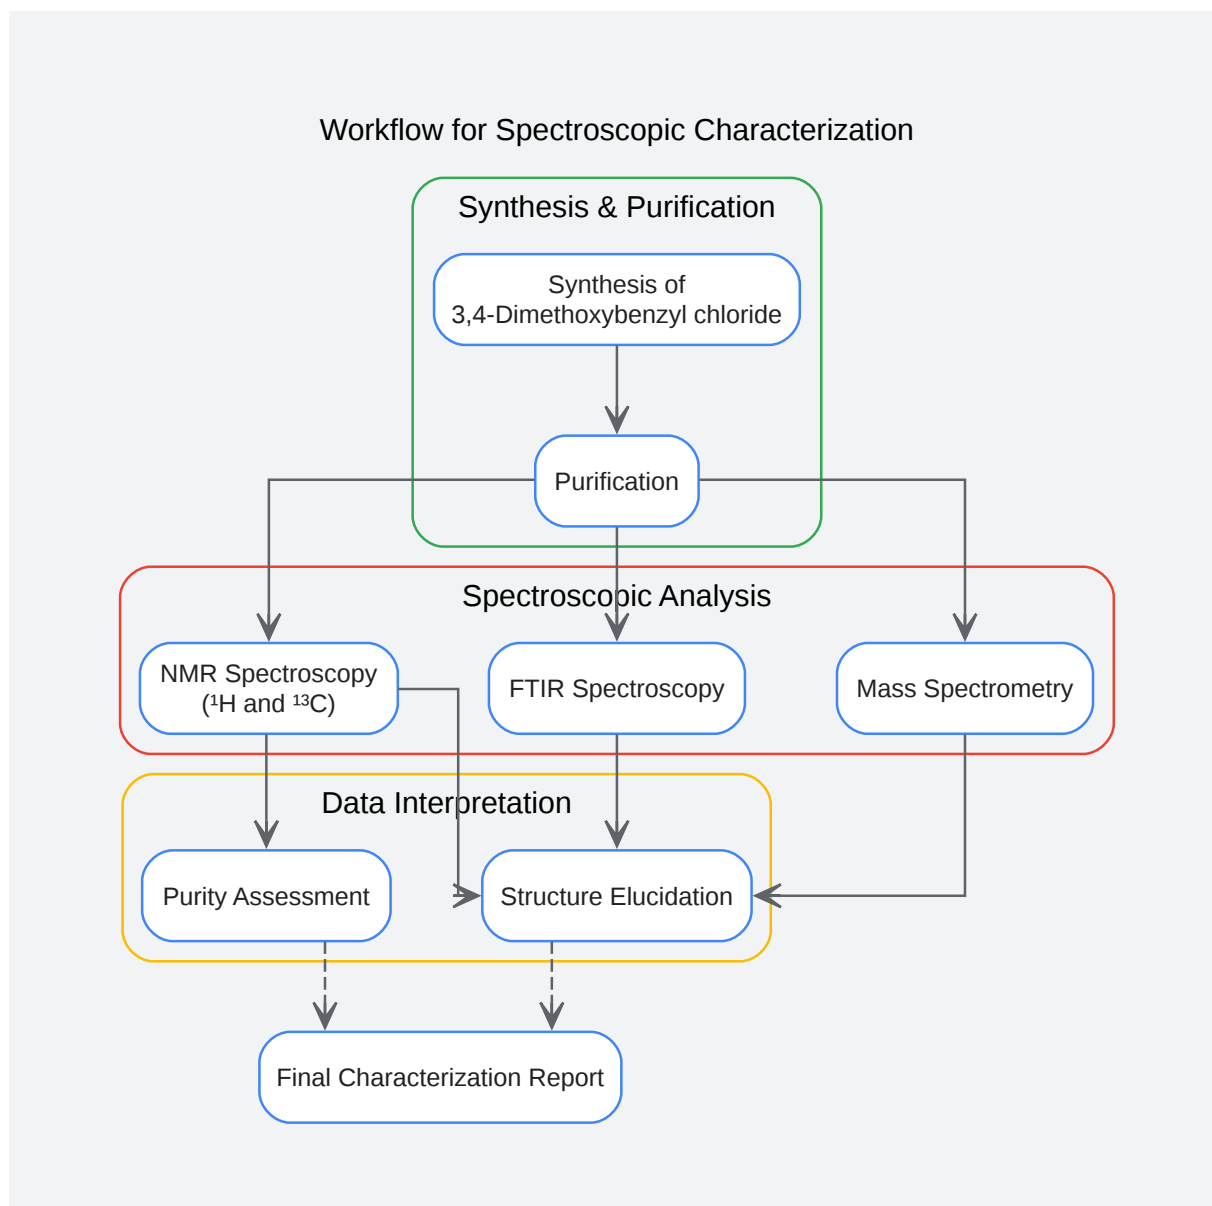 Workflow for Spectroscopic Characterization
Synthesis & Purification
Synthesis of
3,4-Dimethoxybenzyl chloride
Purification
Spectroscopic Analysis
NMR Spectroscopy
(¹H and ¹³C)
FTIR Spectroscopy
Mass Spectrometry
Data Interpretation
Purity Assessment
Structure Elucidation
Final Characterization Report